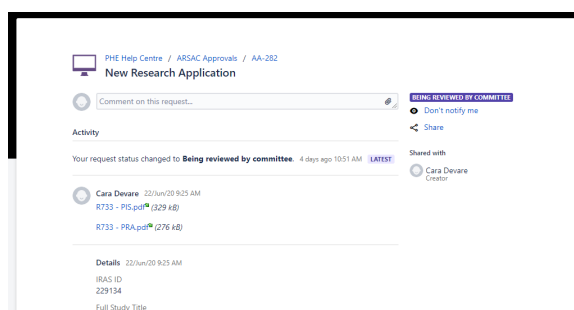 PHE Help Centre / ARSAC Approvals / AA-282
New Research Application
Comment on this request...
BEING REVIEWED BY COMMITTEE
Don't notify me
Share
Activity
Your request status changed to Being reviewed by committee. 4 days ago 10:51 AM LATEST
Shared with
Cara Devare
Creator
Cara Devare 22/Jun/20 9:25 AM
R733 - PIS.pdf (329 kB)
R733 - PRA.pdf (276 kB)
Details 22/Jun/20 9:25 AM
IRAS ID
229134
Full Study Title